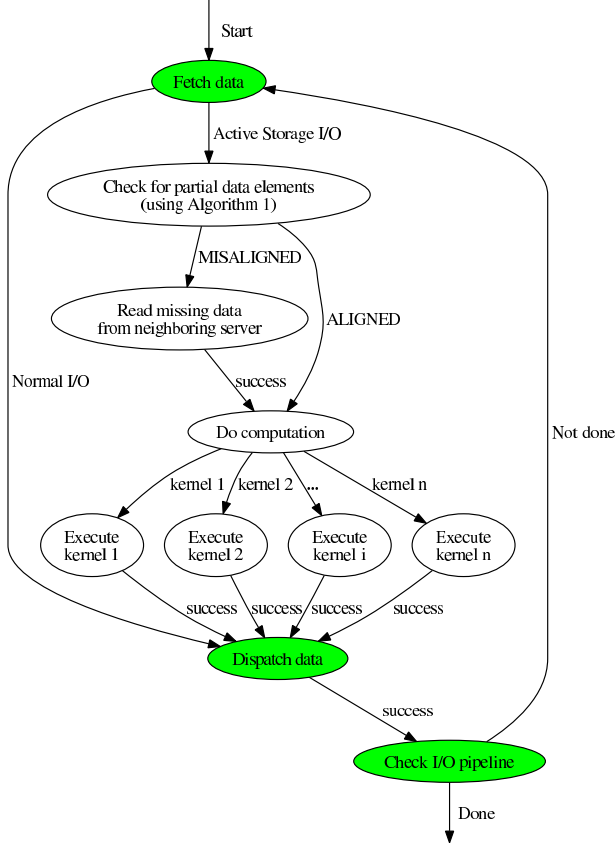 Start
Fetch data
Active Storage I/O
Check for partial data elements
(using Algorithm 1)
MISALIGNED
Read missing data
from neighboring server
ALIGNED
success
Normal I/O
Do computation
Not done
kernel 1
kernel 2
...
kernel n
Execute
kernel 1
Execute
kernel 2
Execute
kernel i
Execute
kernel n
success
success
success
success
Dispatch data
success
Check I/O pipeline
Done